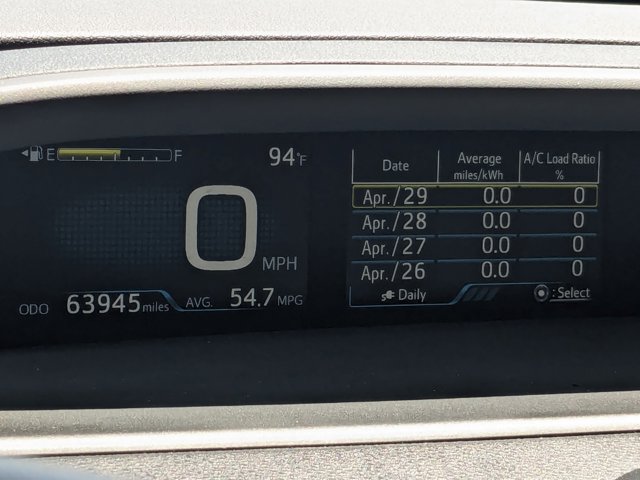 E F 94°F
0 MPH
ODO 63945 miles AVG. 54.7 MPG
Date Average miles/kWh A/C Load Ratio %
Apr./29 0.0 0
Apr./28 0.0 0
Apr./27 0.0 0
Apr./26 0.0 0
Daily : Select